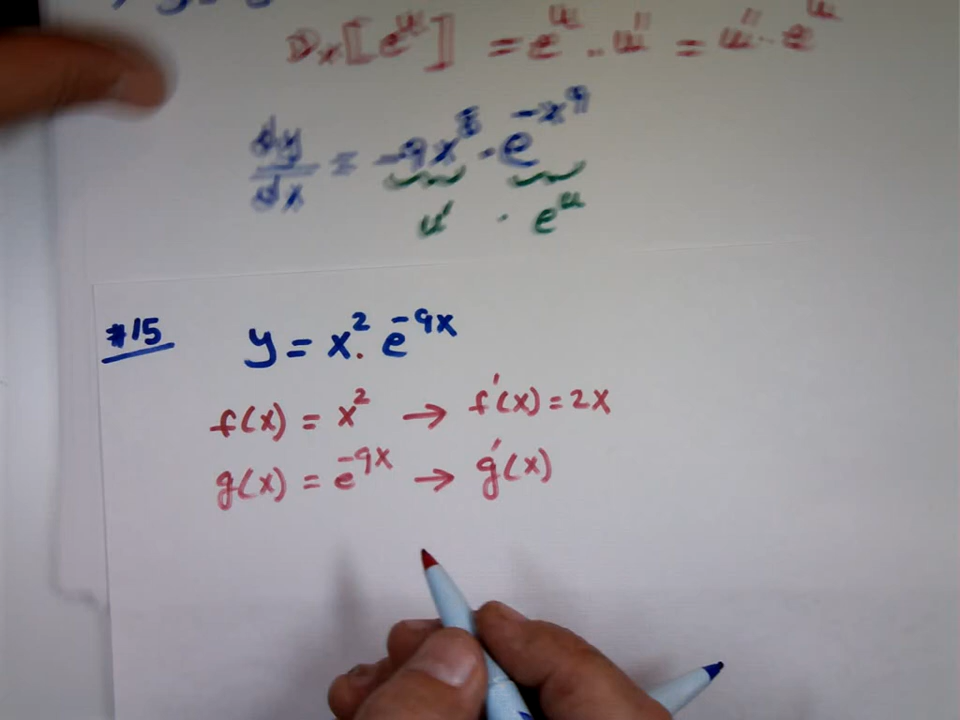 Dx[e^u] = e^u · u' = u' · e^u
dy/dx = -9x^8 · e^-x^9
u' · e^u
#15 y = x^2 · e^-9x
f(x) = x^2 → f'(x) = 2x
g(x) = e^-9x → g'(x)